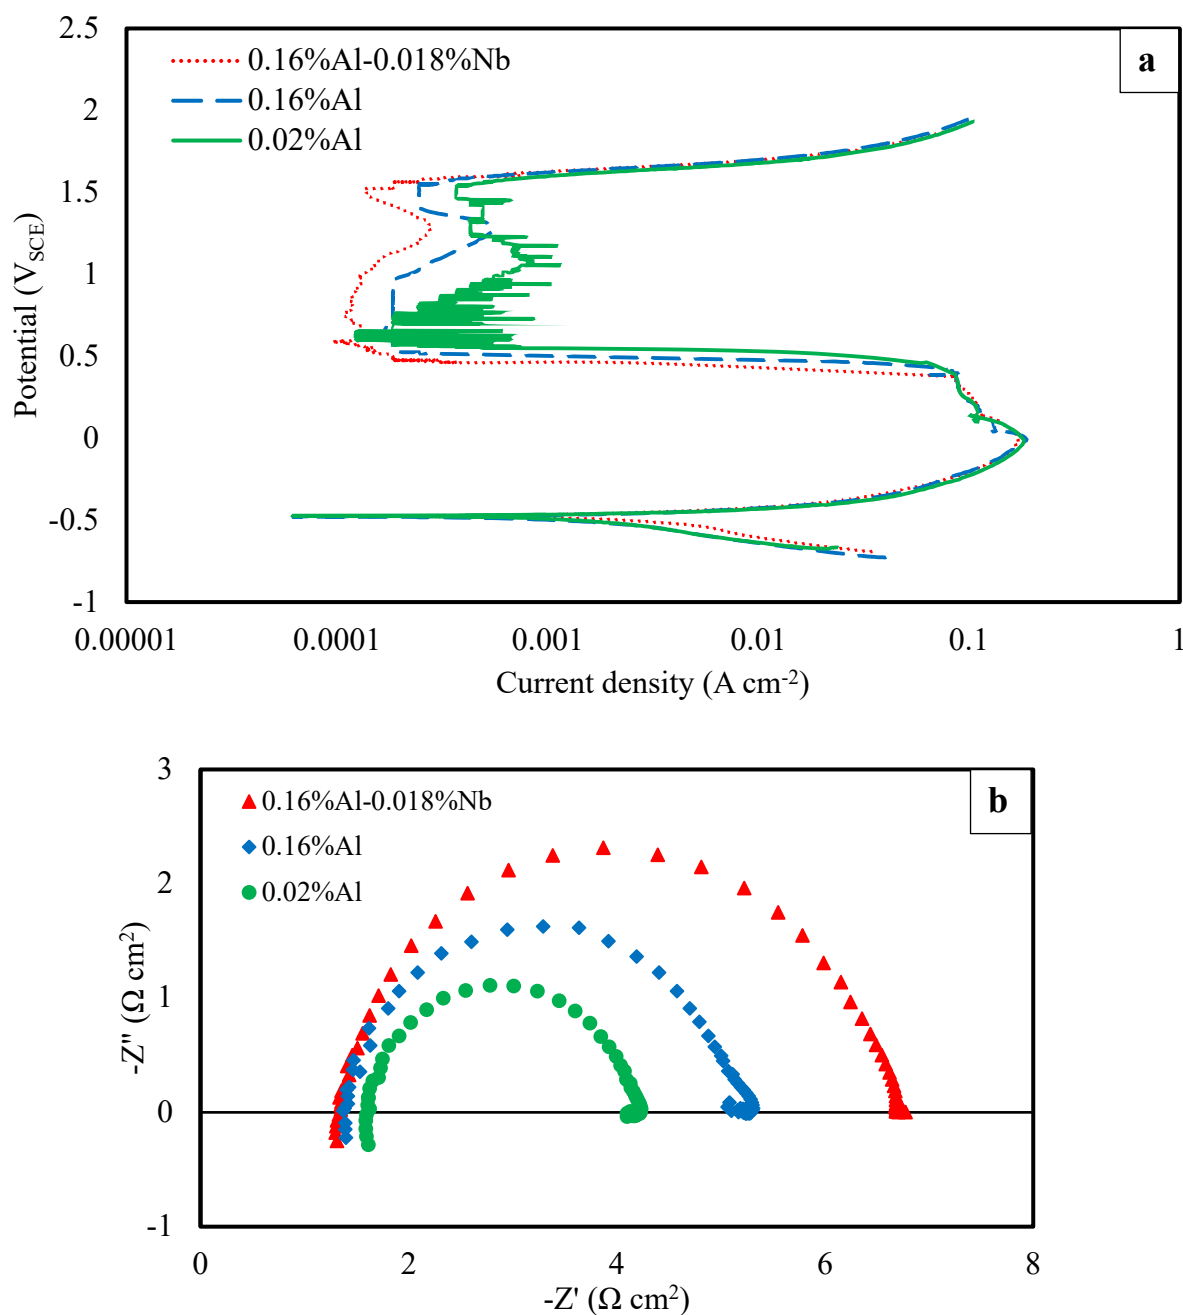 2.5
2
1.5
1
0.5
0
-0.5
-1
Potential (V_SCE)
0.16%Al-0.018%Nb
0.16%Al
0.02%Al
a
0.00001 0.0001 0.001 0.01 0.1 1
Current density (A cm⁻²)
3
2
1
0
-1
-Z'' (Ω cm²)
0.16%Al-0.018%Nb
0.16%Al
0.02%Al
b
0 2 4 6 8
-Z' (Ω cm²)